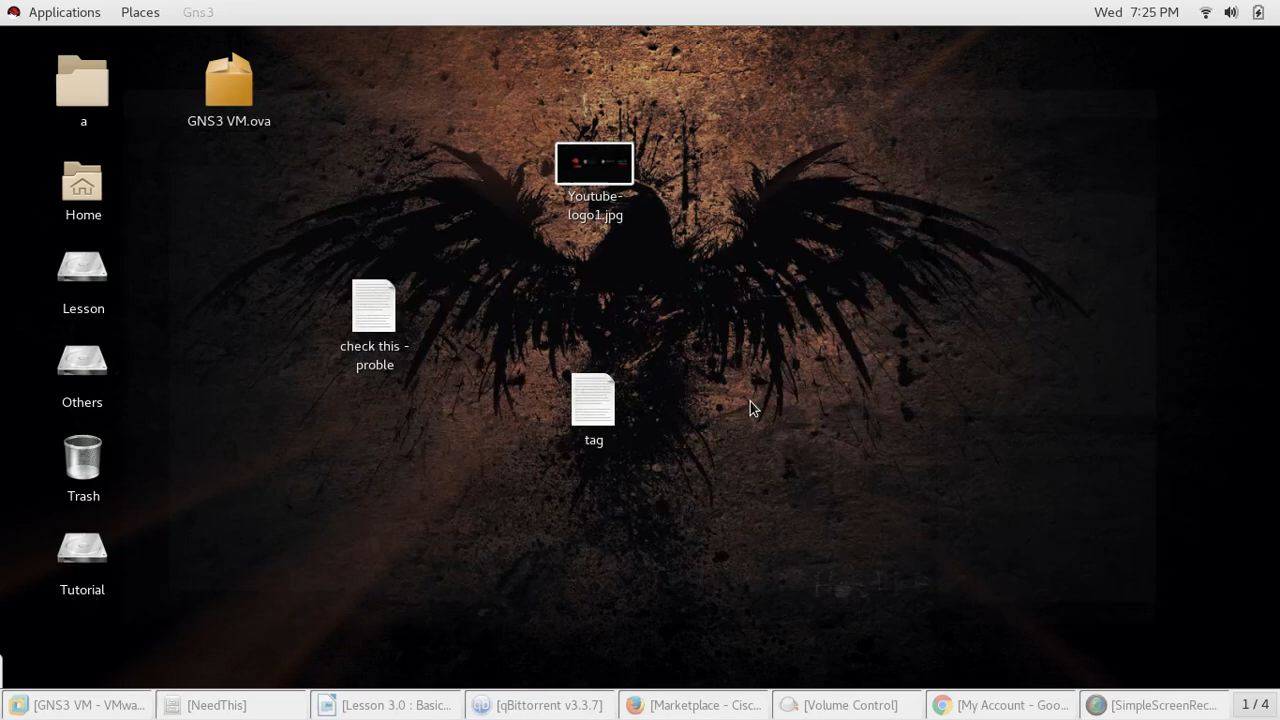 Applications Places Gns3 Wed 7:25 PM
a
GNS3 VM.ova
Youtube-
logo1.jpg
Home
Lesson
check this -
proble
Others
tag
Trash
Tutorial
[GNS3 VM - VMwa... [NeedThis] [Lesson 3.0 : Basic... [qBittorrent v3.3.7] [Marketplace - Cisc... [Volume Control] [My Account - Goo... [SimpleScreenRec... 1 / 4